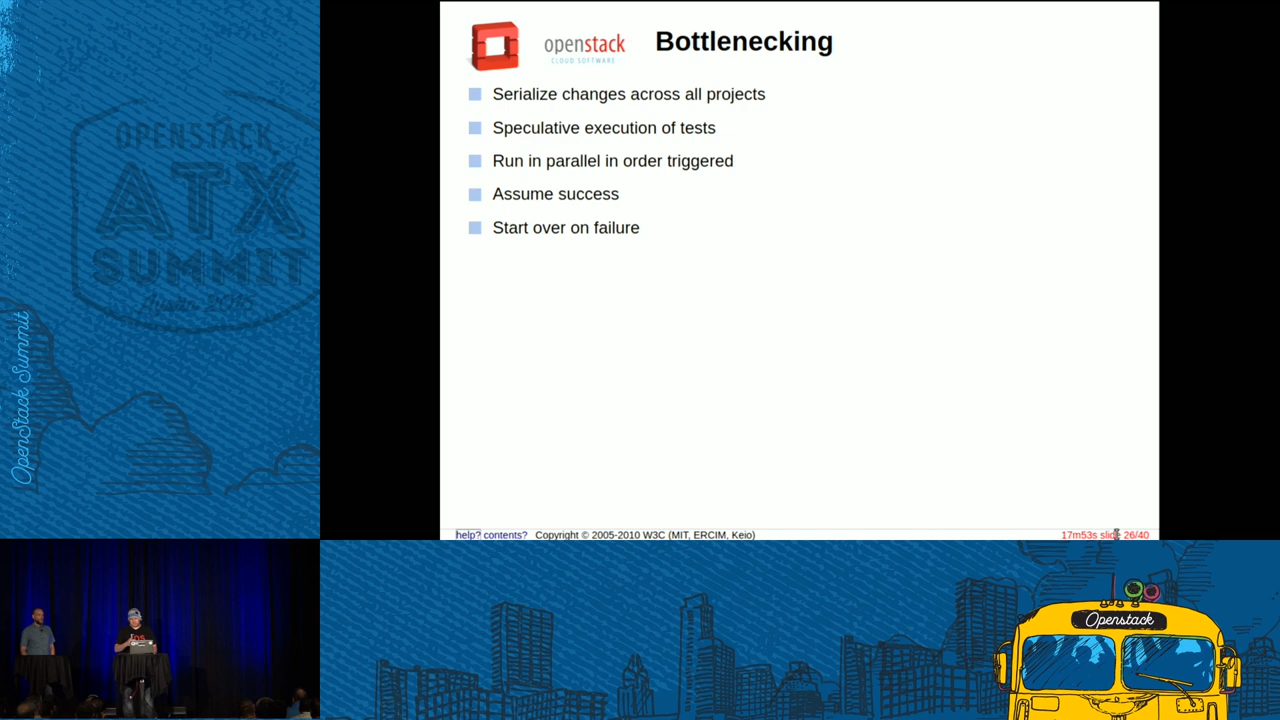 OPENSTACK
ATX
SUMMIT
Austin 2016
OpenStack Summit
openstack
CLOUD SOFTWARE
Bottlenecking
Serialize changes across all projects
Speculative execution of tests
Run in parallel in order triggered
Assume success
Start over on failure
help? contents? Copyright © 2005-2010 W3C (MIT, ERCIM, Keio)
17m53s slide 26/40
Openstack